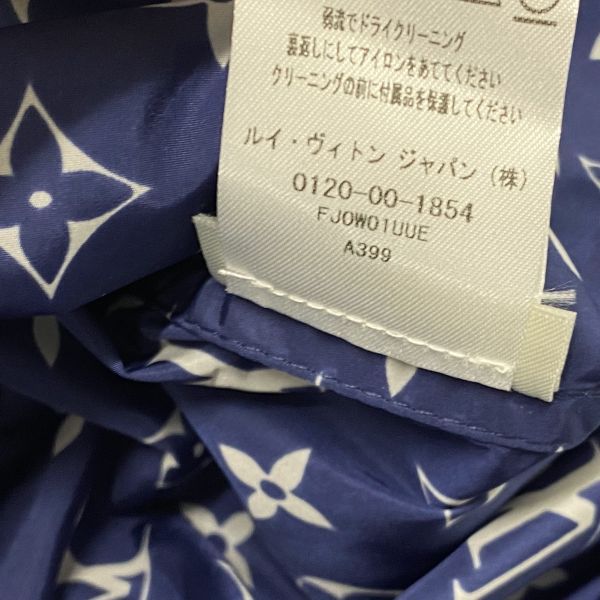 弱流でドライクリーニング
裏返しにしてアイロンをあててください
クリーニングの前に付属品を保護してください
ルイ・ヴィトン ジャパン (株)
0120-00-1854
FJOW01UUE
A399